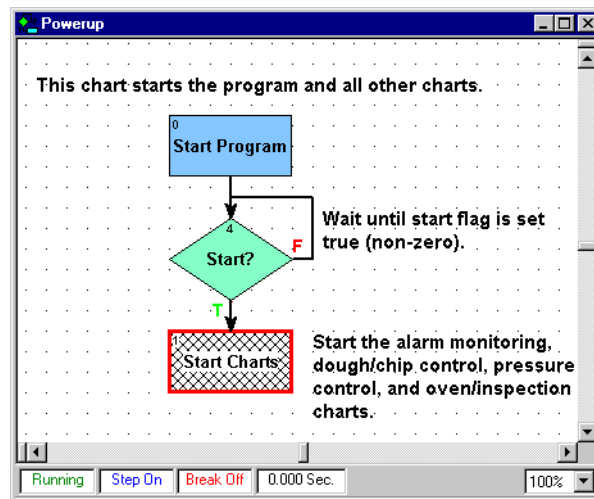 Powerup
This chart starts the program and all other charts.
0
Start Program
Wait until start flag is set
true (non-zero).
4
Start?
F
T
1
Start Charts
Start the alarm monitoring,
dough/chip control, pressure
control, and oven/inspection
charts.
Running
Step On
Break Off
0.000 Sec.
100%